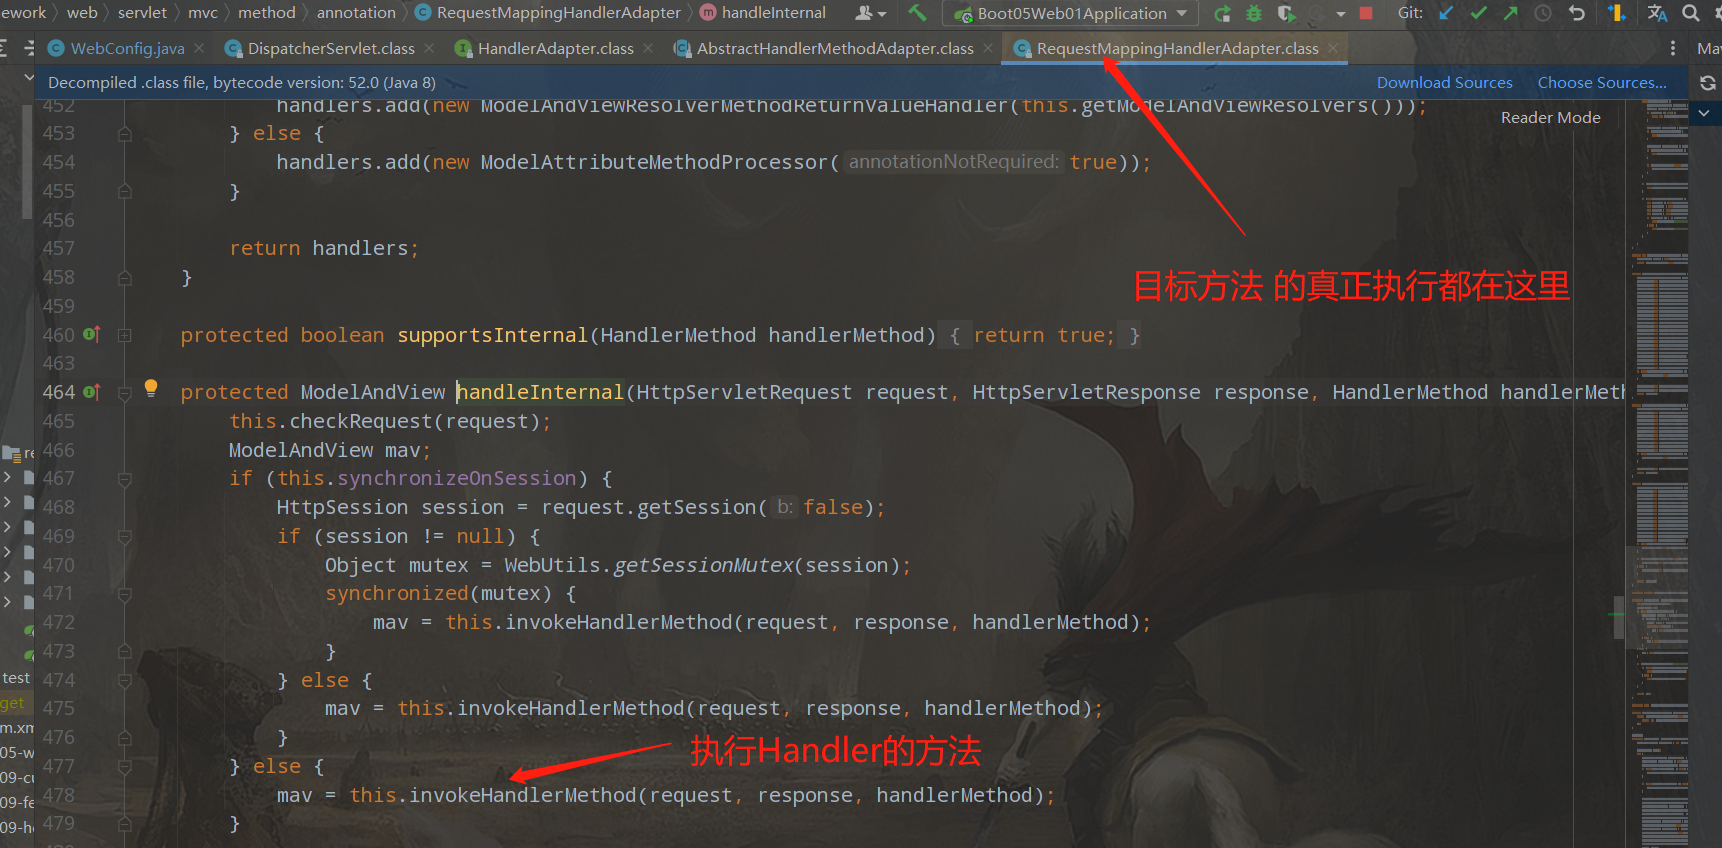 ework › web › servlet › mvc › method › annotation › RequestMappingHandlerAdapter › handleInternal
Boot05Web01Application
Git:
WebConfig.java
DispatcherServlet.class
HandlerAdapter.class
AbstractHandlerMethodAdapter.class
RequestMappingHandlerAdapter.class
Decompiled .class file, bytecode version: 52.0 (Java 8)
Download Sources
Choose Sources...
Reader Mode
452 handlers.add(new ModelAndViewResolverMethodReturnValueHandler(this.getModelAndViewResolvers()));
453 } else {
454 handlers.add(new ModelAttributeMethodProcessor( annotationNotRequired: true));
455 }
456
457 return handlers;
458 }
459
目标方法 的真正执行都在这里
460 protected boolean supportsInternal(HandlerMethod handlerMethod) { return true; }
463
464 protected ModelAndView handleInternal(HttpServletRequest request, HttpServletResponse response, HandlerMethod handlerMeth
465 this.checkRequest(request);
466 ModelAndView mav;
467 if (this.synchronizeOnSession) {
468 HttpSession session = request.getSession( b: false);
469 if (session != null) {
470 Object mutex = WebUtils.getSessionMutex(session);
471 synchronized(mutex) {
472 mav = this.invokeHandlerMethod(request, response, handlerMethod);
473 }
474 } else {
475 mav = this.invokeHandlerMethod(request, response, handlerMethod);
476 }
执行Handler的方法
477 } else {
478 mav = this.invokeHandlerMethod(request, response, handlerMethod);
479 }
re
test
get
m.xm
05-w
09-cu
09-fe
09-he